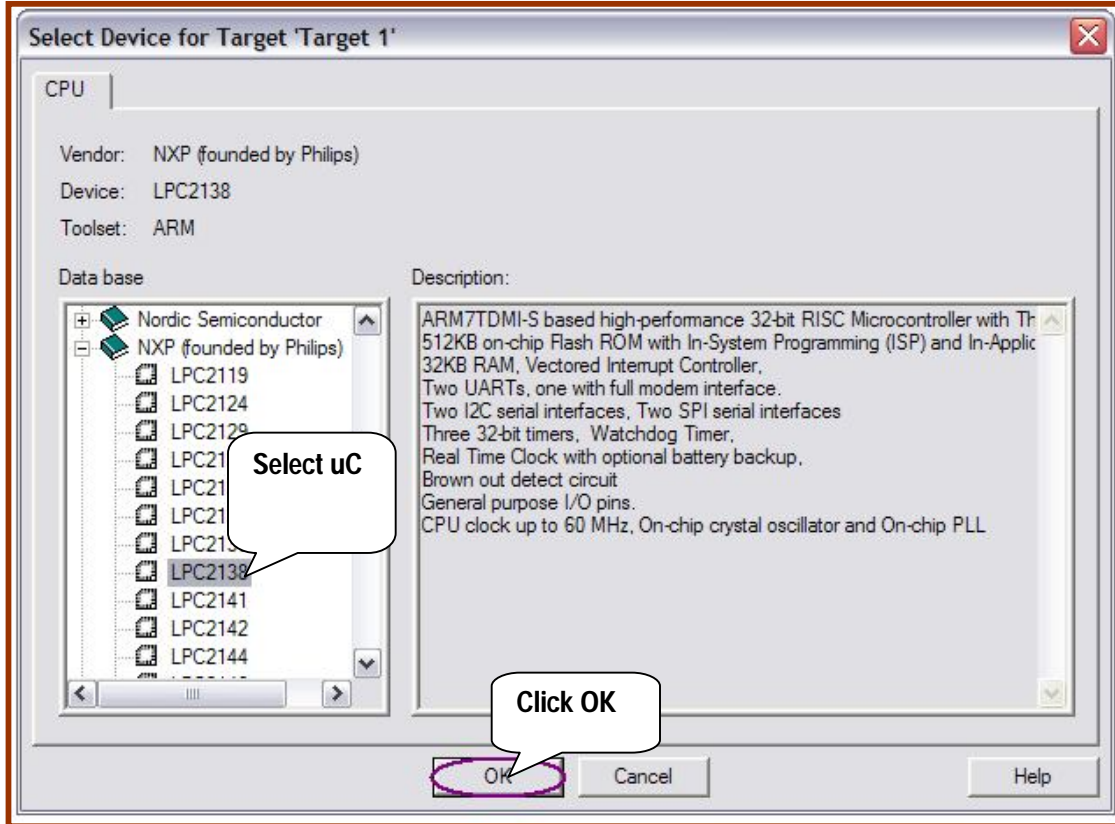 Select Device for Target 'Target 1'
CPU
Vendor: NXP (founded by Philips)
Device: LPC2138
Toolset: ARM
Data base
Nordic Semiconductor
NXP (founded by Philips)
LPC2119
LPC2124
LPC2129
LPC21
LPC21
LPC21
LPC213
LPC2138
LPC2141
LPC2142
LPC2144
Select uC
Description:
ARM7TDMI-S based high-performance 32-bit RISC Microcontroller with Th
512KB on-chip Flash ROM with In-System Programming (ISP) and In-Applic
32KB RAM, Vectored Interrupt Controller,
Two UARTs, one with full modem interface.
Two I2C serial interfaces, Two SPI serial interfaces
Three 32-bit timers, Watchdog Timer,
Real Time Clock with optional battery backup,
Brown out detect circuit
General purpose I/O pins.
CPU clock up to 60 MHz, On-chip crystal oscillator and On-chip PLL
Click OK
OK Cancel Help